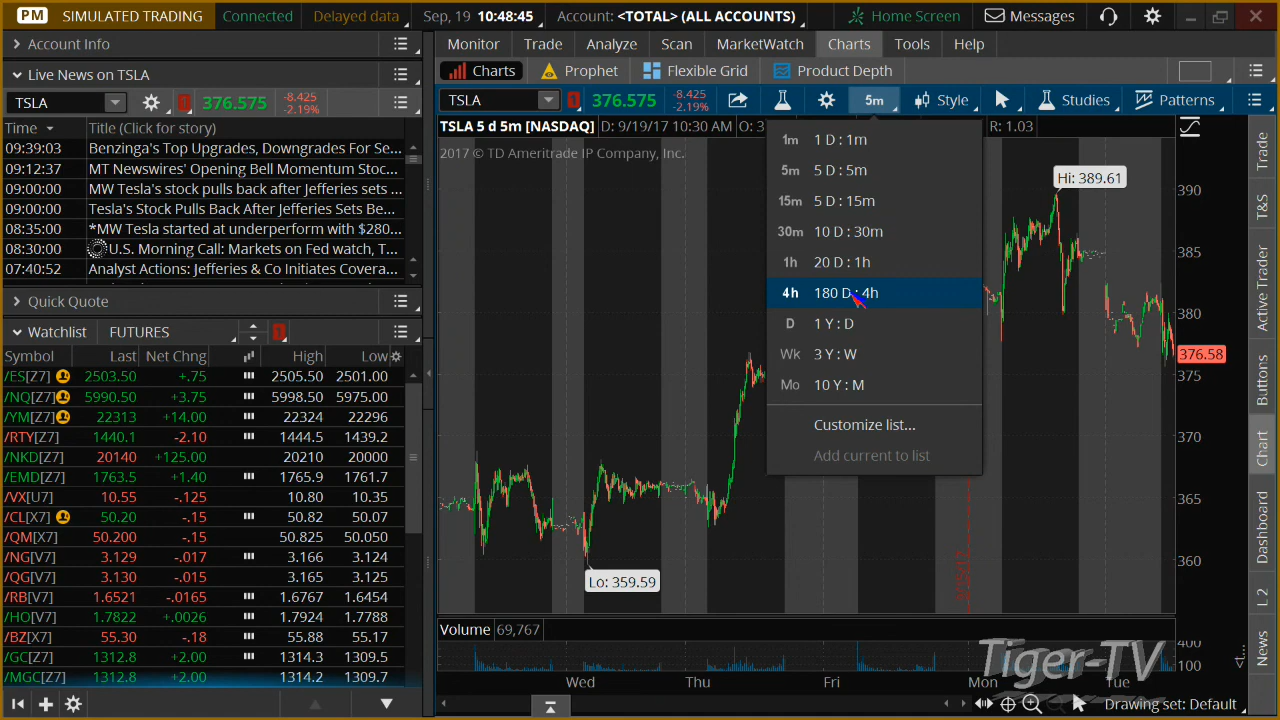 PM SIMULATED TRADING Connected Delayed data Sep, 19 10:48:45 Account: <TOTAL> (ALL ACCOUNTS) Home Screen Messages
Account Info
Monitor Trade Analyze Scan MarketWatch Charts Tools Help
Live News on TSLA
Charts Prophet Flexible Grid Product Depth
TSLA 1 376.575 -8.425 -2.19%
TSLA 1 376.575 -8.425 -2.19% 5m Style Studies Patterns
Time Title (Click for story)
09:39:03 Benzinga's Top Upgrades, Downgrades For Se...
09:12:37 MT Newswires' Opening Bell Momentum Stoc...
09:00:00 MW Tesla's stock pulls back after Jefferies sets ...
09:00:00 Tesla's Stock Pulls Back After Jefferies Sets Be...
08:35:00 *MW Tesla started at underperform with $280...
08:30:00 U.S. Morning Call: Markets on Fed watch, T...
07:40:52 Analyst Actions: Jefferies & Co Initiates Covera...
Quick Quote
Watchlist FUTURES 1
Symbol Last Net Chng High Low
/ES[Z7] 2503.50 +.75 2505.50 2501.00
/NQ[Z7] 5990.50 +3.75 5998.50 5975.00
/YM[Z7] 22313 +14.00 22324 22296
/RTY[Z7] 1440.1 -2.10 1444.5 1439.2
/NKD[Z7] 20140 +125.00 20210 20000
/EMD[Z7] 1763.5 +1.40 1765.9 1761.7
/VX[U7] 10.55 -.125 10.80 10.35
/CL[X7] 50.20 -.15 50.82 50.07
/QM[X7] 50.200 -.15 50.825 50.050
/NG[V7] 3.129 -.017 3.166 3.124
/QG[V7] 3.130 -.015 3.165 3.125
/RB[V7] 1.6521 -.0165 1.6767 1.6454
/HO[V7] 1.7822 +.0026 1.7924 1.7788
/BZ[X7] 55.30 -.18 55.88 55.17
/GC[Z7] 1312.8 +2.00 1314.3 1309.5
/MGC[Z7] 1312.8 +2.00 1314.2 1309.7
TSLA 5 d 5m [NASDAQ] D: 9/19/17 10:30 AM O: 3 R: 1.03
2017 © TD Ameritrade IP Company, Inc.
1m 1 D : 1m
5m 5 D : 5m
15m 5 D : 15m
30m 10 D : 30m
1h 20 D : 1h
4h 180 D : 4h
D 1 Y : D
Wk 3 Y : W
Mo 10 Y : M
Customize list...
Add current to list
Hi: 389.61
Lo: 359.59
390
385
380
376.58
375
370
365
360
Volume 69,767
400
100
Wed Thu Fri Mon Tue
Tiger-TV
Drawing set: Default
Trade
T&S
Active Trader
Buttons
Chart
Dashboard
L 2
News